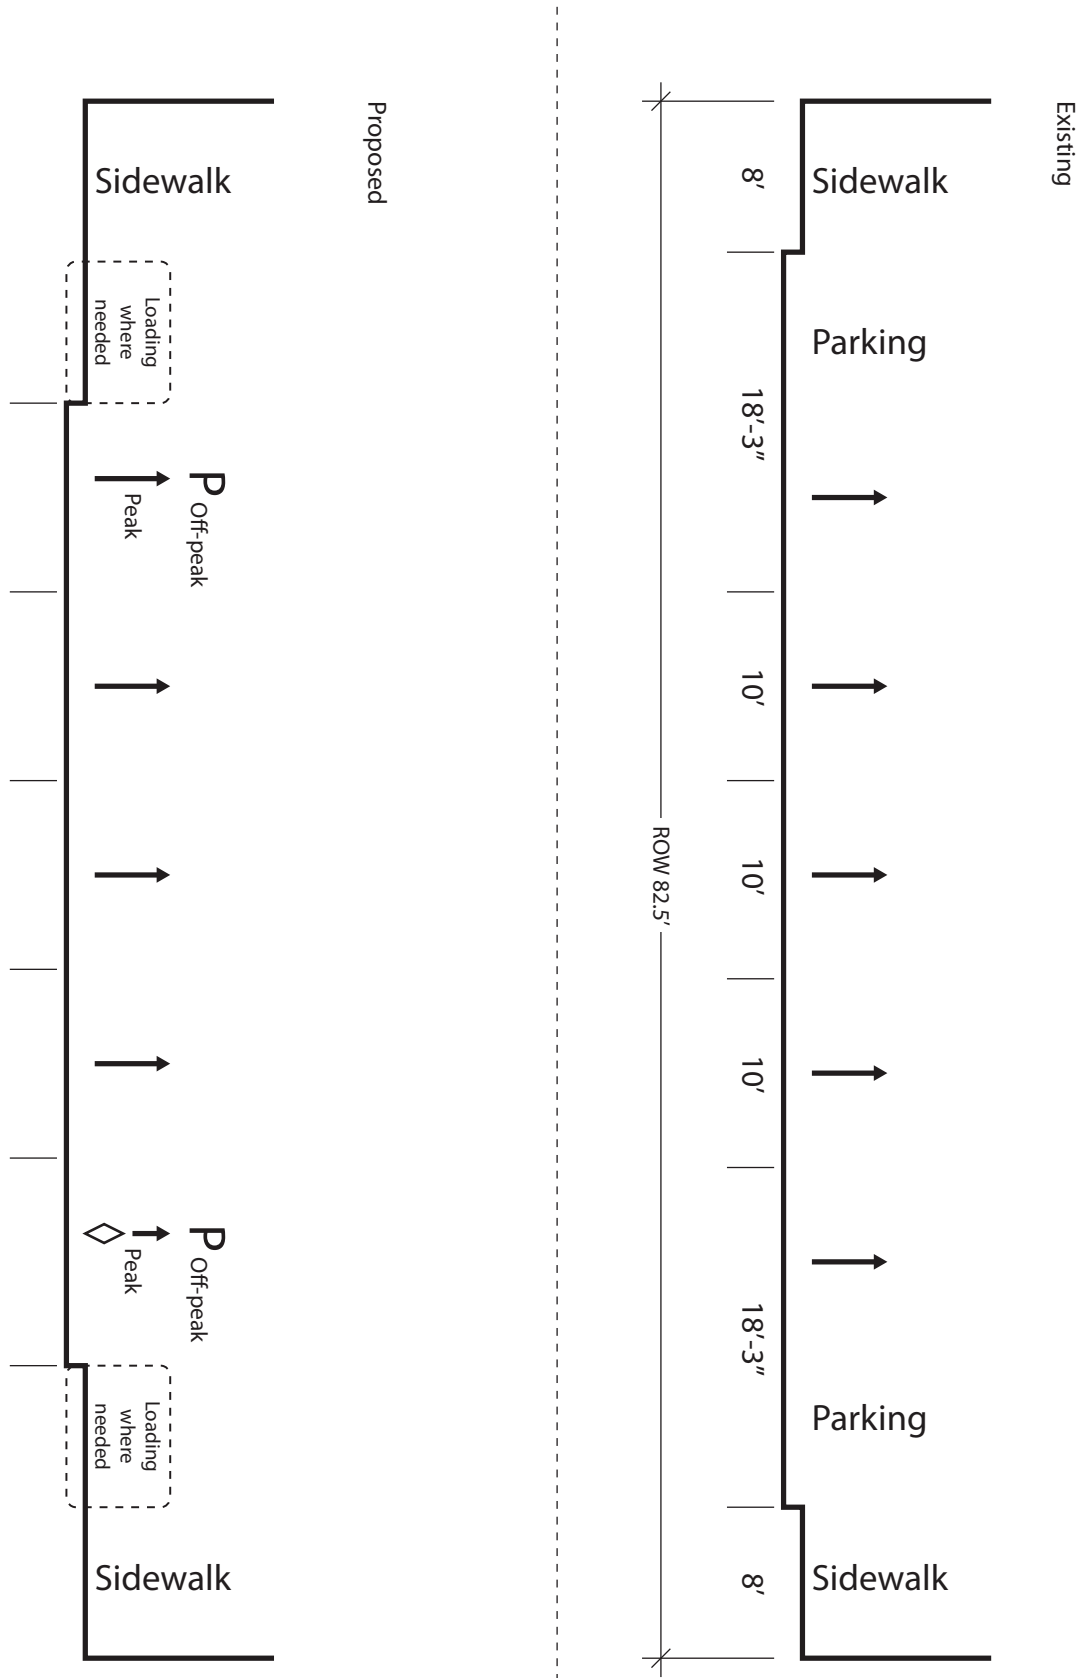 Existing
Sidewalk
Parking
Parking
Sidewalk
8′
18′-3″
10′
10′
10′
18′-3″
8′
ROW 82.5′
Proposed
Sidewalk
Loading
where
needed
P Off-peak
Peak
P Off-peak
Peak
Loading
where
needed
Sidewalk